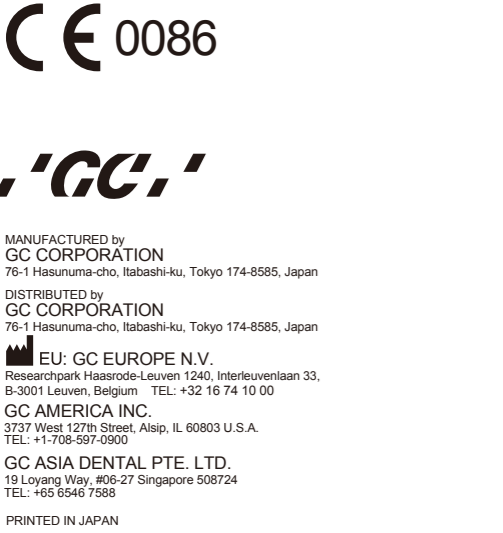 CE 0086
'GC,'
MANUFACTURED by
GC CORPORATION
76-1 Hasunuma-cho, Itabashi-ku, Tokyo 174-8585, Japan
DISTRIBUTED by
GC CORPORATION
76-1 Hasunuma-cho, Itabashi-ku, Tokyo 174-8585, Japan
EU: GC EUROPE N.V.
Researchpark Haasrode-Leuven 1240, Interleuvenlaan 33,
B-3001 Leuven, Belgium TEL: +32 16 74 10 00
GC AMERICA INC.
3737 West 127th Street, Alsip, IL 60803 U.S.A.
TEL: +1-708-597-0900
GC ASIA DENTAL PTE. LTD.
19 Loyang Way, #06-27 Singapore 508724
TEL: +65 6546 7588
PRINTED IN JAPAN